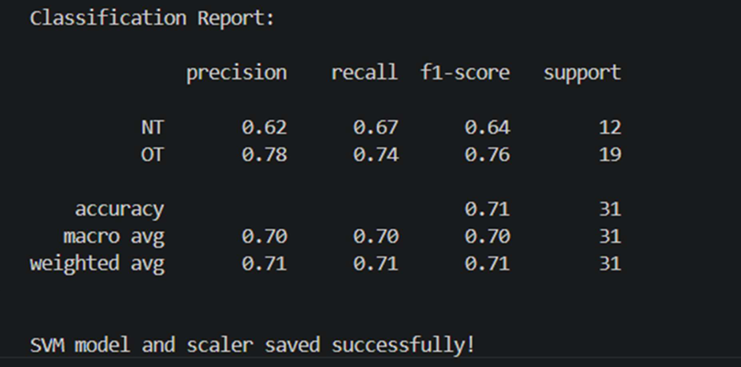 Classification Report:
precision recall f1-score support
NT 0.62 0.67 0.64 12
OT 0.78 0.74 0.76 19
accuracy 0.71 31
macro avg 0.70 0.70 0.70 31
weighted avg 0.71 0.71 0.71 31
SVM model and scaler saved successfully!